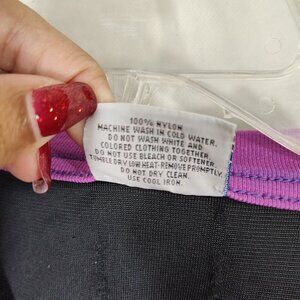 100% NYLON
MACHINE WASH IN COLD WATER.
DO NOT WASH WHITE AND
COLORED CLOTHING TOGETHER.
DO NOT USE BLEACH OR SOFTENER.
TUMBLE DRY LOW HEAT-REMOVE PROMPTLY.
DO NOT DRY CLEAN.
USE COOL IRON.